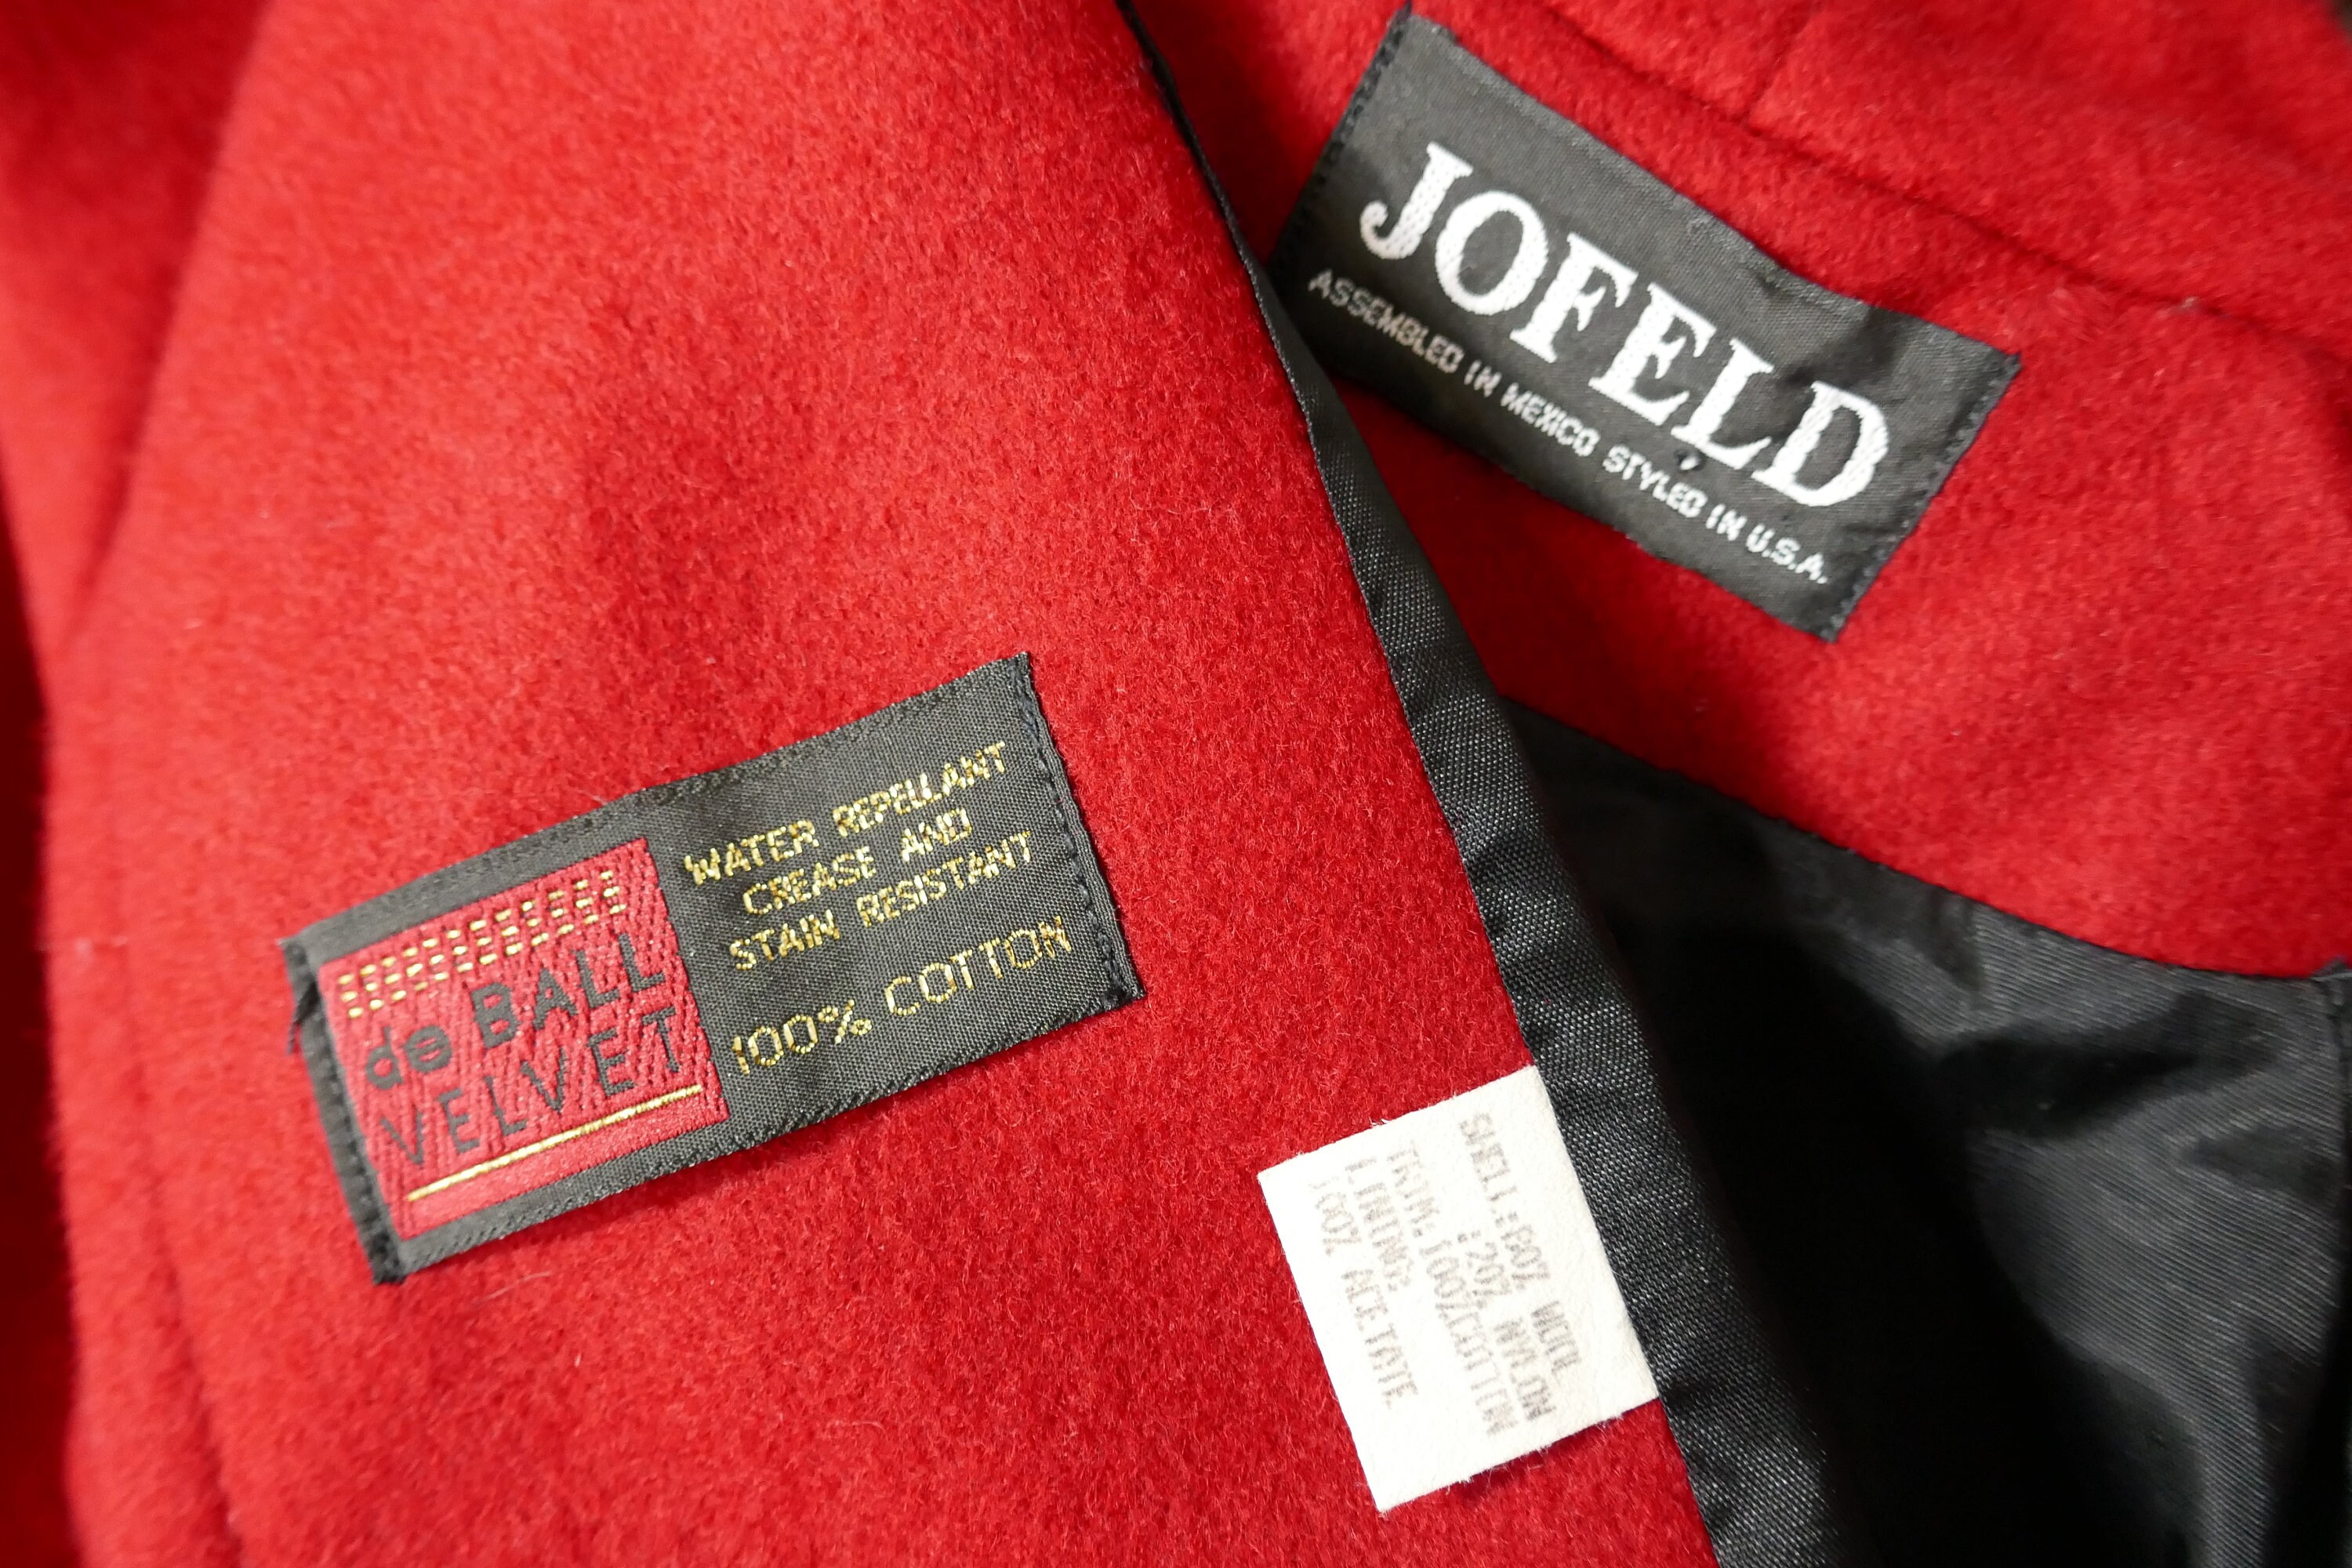 JOFELD
ASSEMBLED IN MEXICO STYLED IN U.S.A.
de BALL
VELVET
WATER REPELLANT
CREASE AND
STAIN RESISTANT
100% COTTON
SHELL:80% WOOL
:20% NYLON
TRIM:100%COTTON
LINING:
100% ACETATE